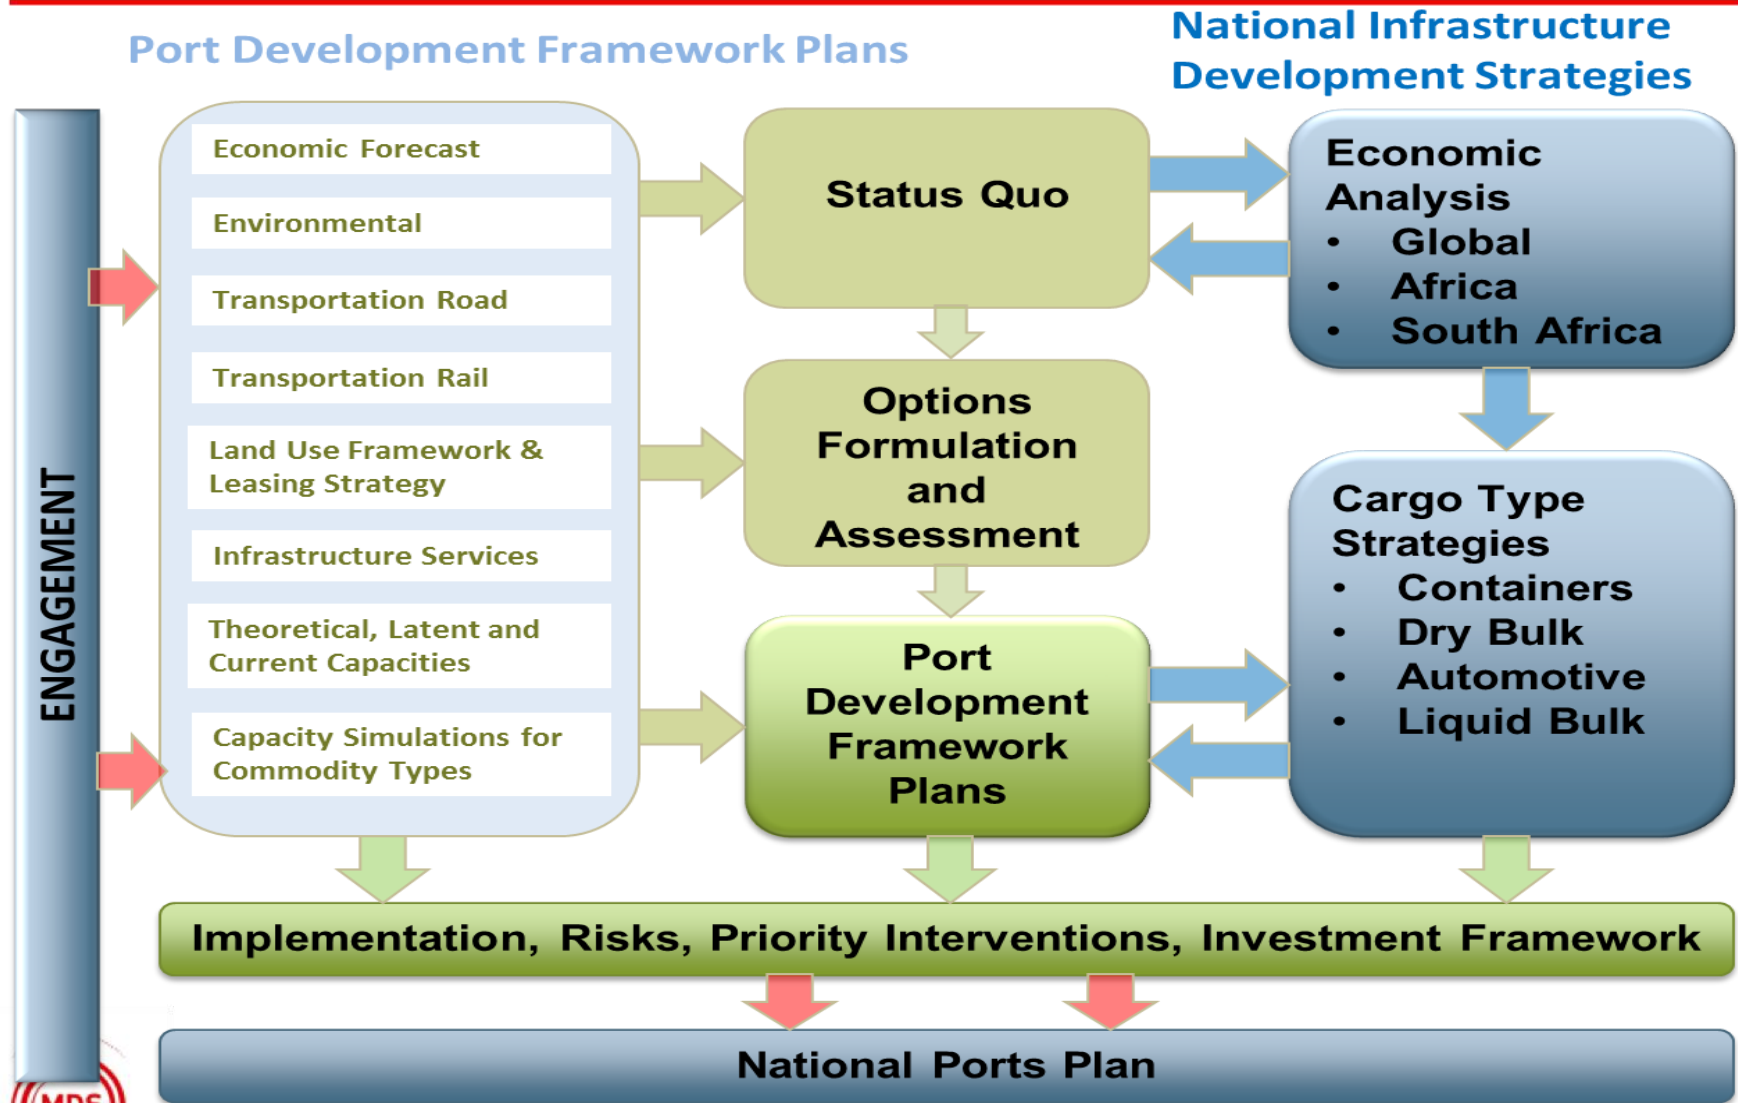 Port Development Framework Plans
National Infrastructure
Development Strategies
ENGAGEMENT
Economic Forecast
Environmental
Transportation Road
Transportation Rail
Land Use Framework &
Leasing Strategy
Infrastructure Services
Theoretical, Latent and
Current Capacities
Capacity Simulations for
Commodity Types
Status Quo
Options
Formulation
and
Assessment
Port
Development
Framework
Plans
Economic
Analysis
• Global
• Africa
• South Africa
Cargo Type
Strategies
• Containers
• Dry Bulk
• Automotive
• Liquid Bulk
Implementation, Risks, Priority Interventions, Investment Framework
National Ports Plan
MDS